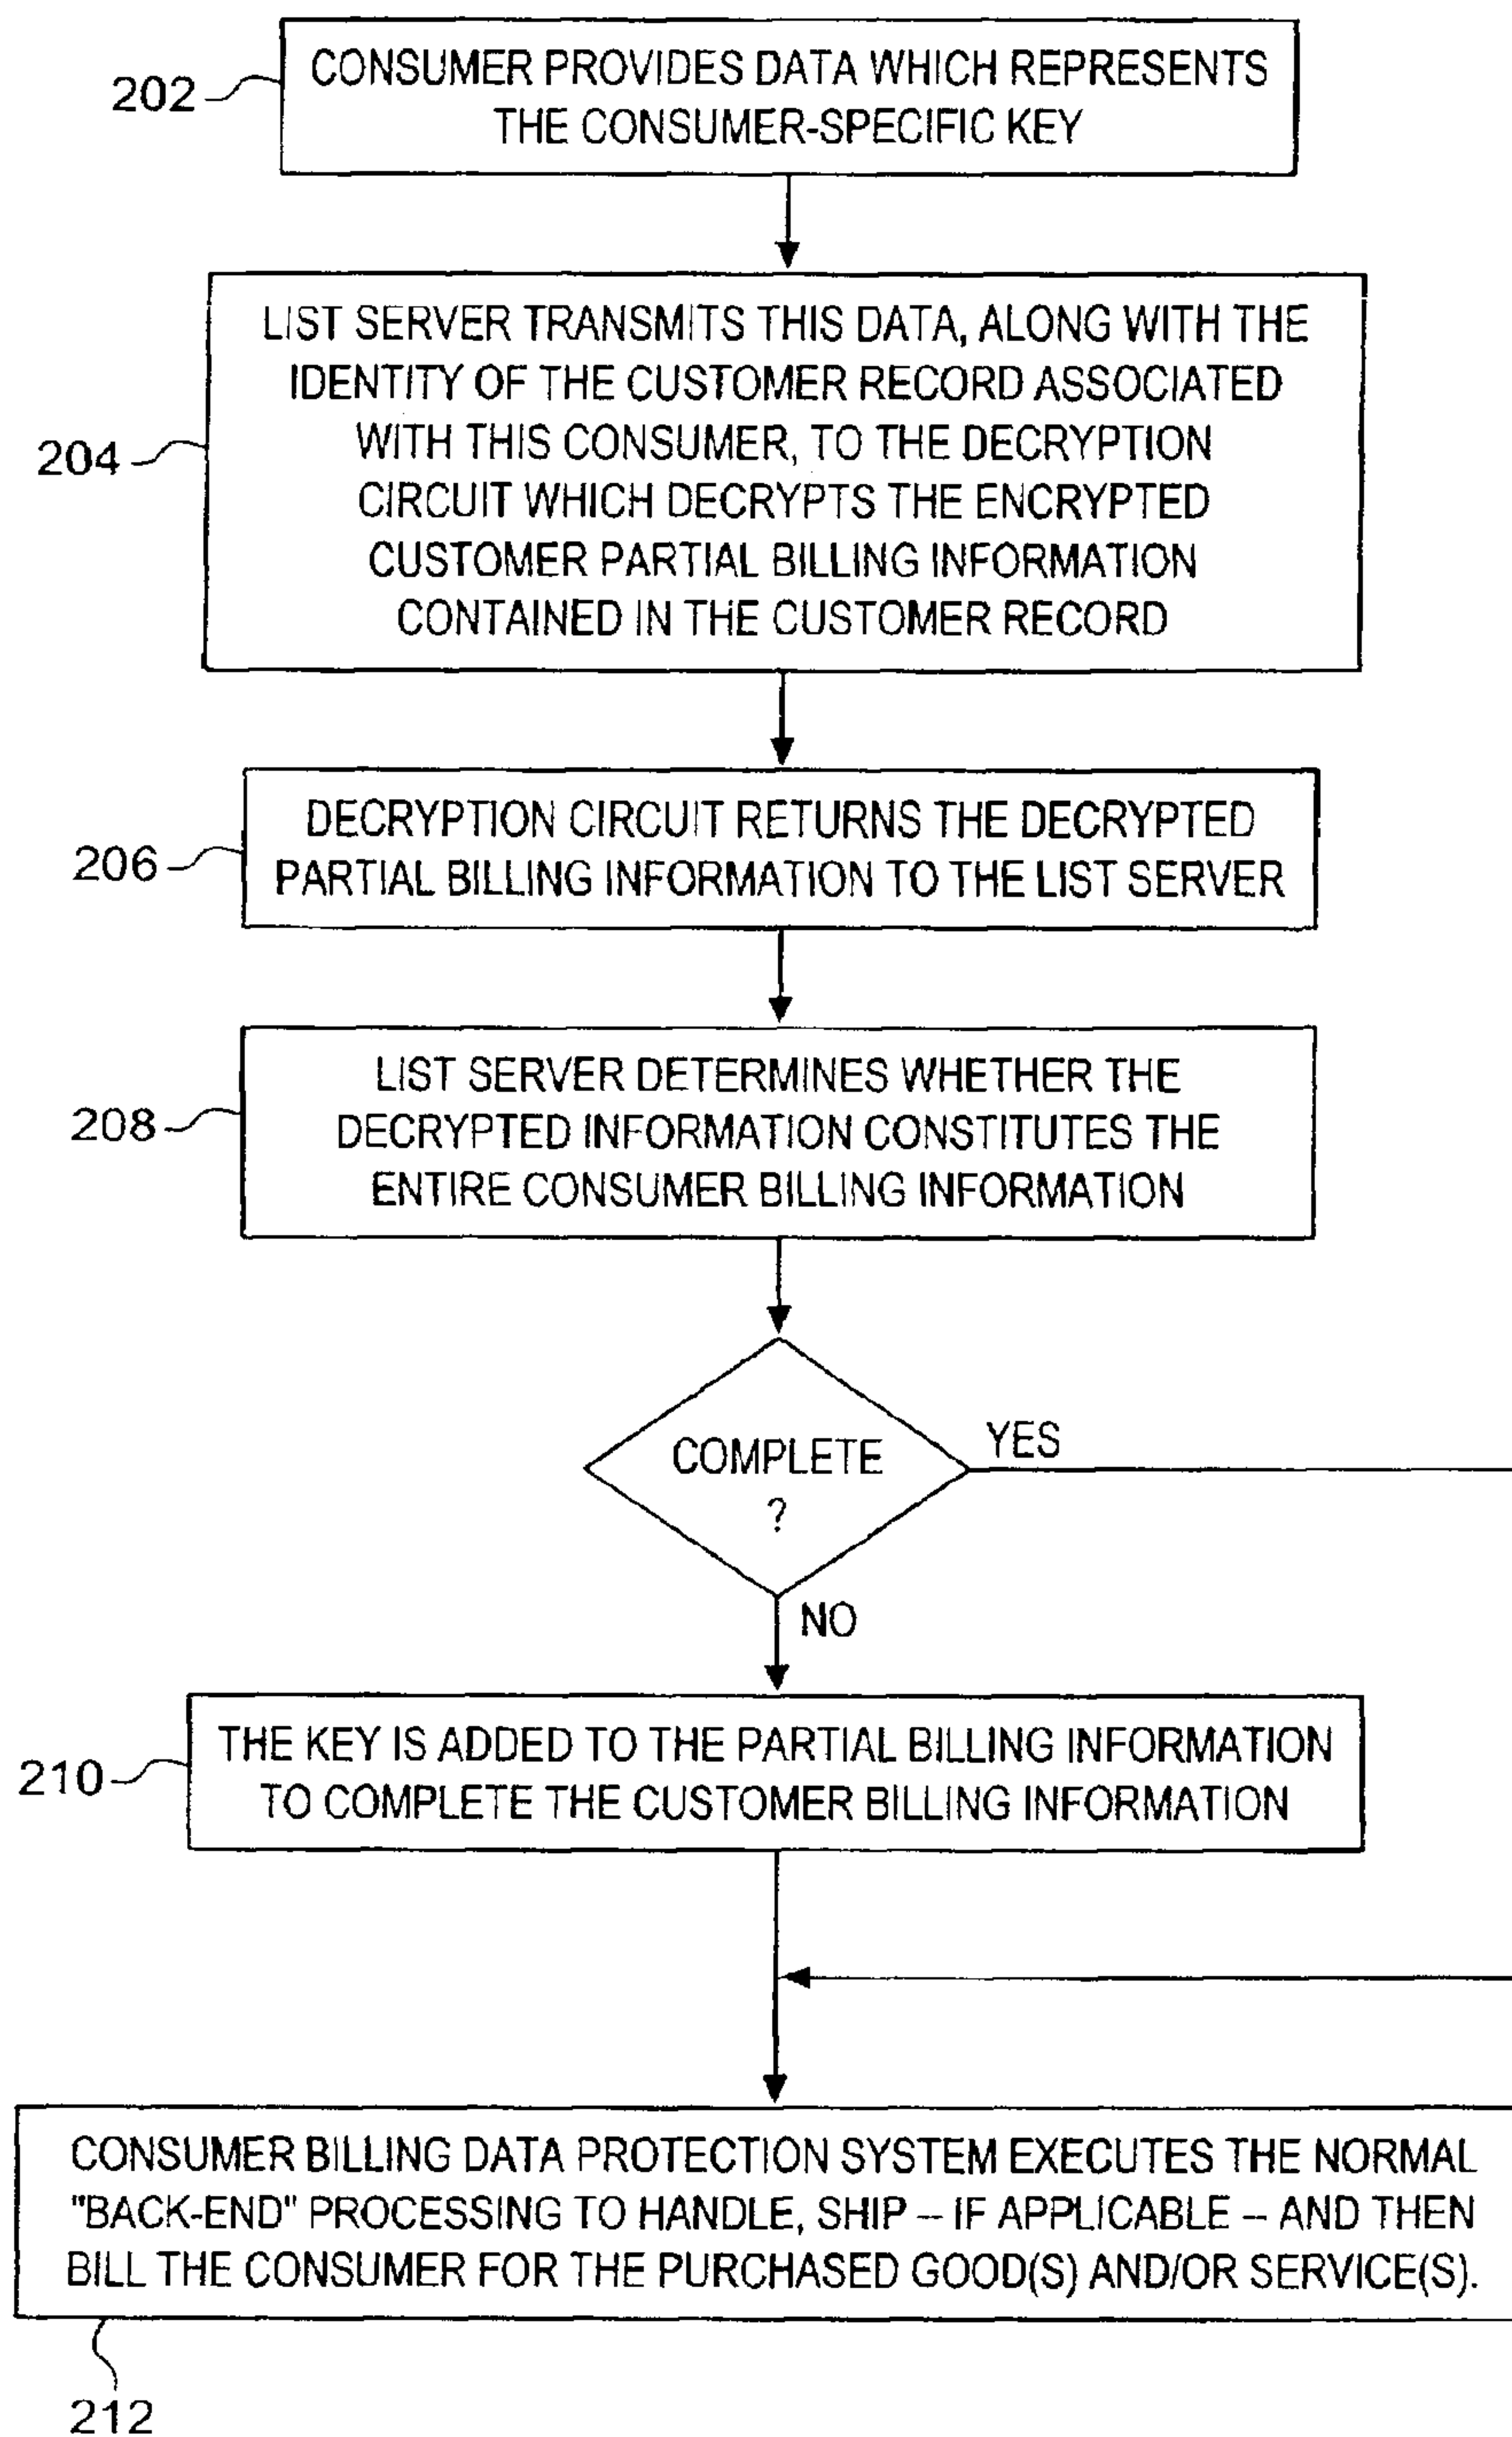 202
CONSUMER PROVIDES DATA WHICH REPRESENTS
THE CONSUMER-SPECIFIC KEY
204
LIST SERVER TRANSMITS THIS DATA, ALONG WITH THE
IDENTITY OF THE CUSTOMER RECORD ASSOCIATED
WITH THIS CONSUMER, TO THE DECRYPTION
CIRCUIT WHICH DECRYPTS THE ENCRYPTED
CUSTOMER PARTIAL BILLING INFORMATION
CONTAINED IN THE CUSTOMER RECORD
206
DECRYPTION CIRCUIT RETURNS THE DECRYPTED
PARTIAL BILLING INFORMATION TO THE LIST SERVER
208
LIST SERVER DETERMINES WHETHER THE
DECRYPTED INFORMATION CONSTITUTES THE
ENTIRE CONSUMER BILLING INFORMATION
COMPLETE
?
YES
NO
210
THE KEY IS ADDED TO THE PARTIAL BILLING INFORMATION
TO COMPLETE THE CUSTOMER BILLING INFORMATION
CONSUMER BILLING DATA PROTECTION SYSTEM EXECUTES THE NORMAL
"BACK-END" PROCESSING TO HANDLE, SHIP – IF APPLICABLE – AND THEN
BILL THE CONSUMER FOR THE PURCHASED GOOD(S) AND/OR SERVICE(S).
212